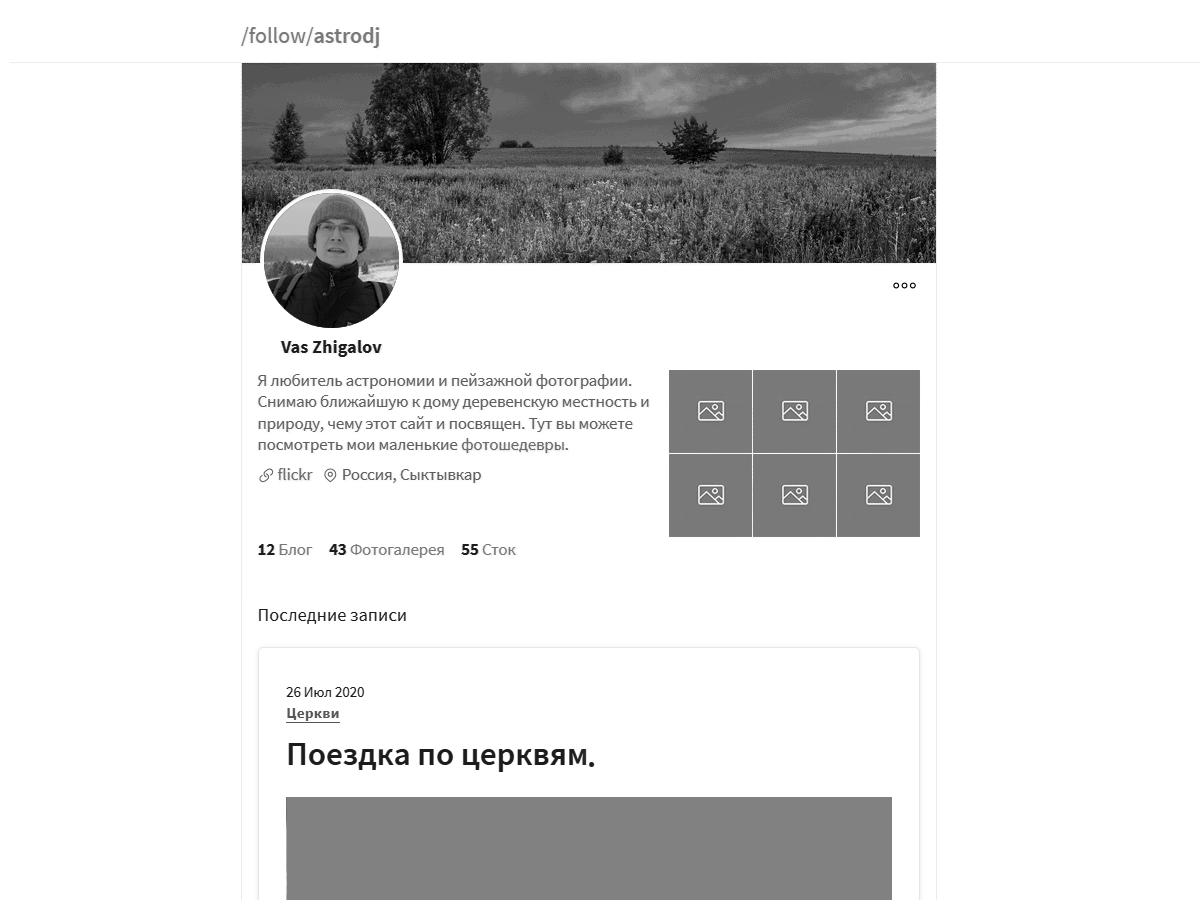 /follow/astrodj
Vas Zhigalov
Я любитель астрономии и пейзажной фотографии.
Снимаю ближайшую к дому деревенскую местность и
природу, чему этот сайт и посвящен. Тут вы можете
посмотреть мои маленькие фотошедевры.
flickr Россия, Сыктывкар
12 Блог 43 Фотогалерея 55 Сток
Последние записи
26 Июл 2020
Церкви
Поездка по церквям.